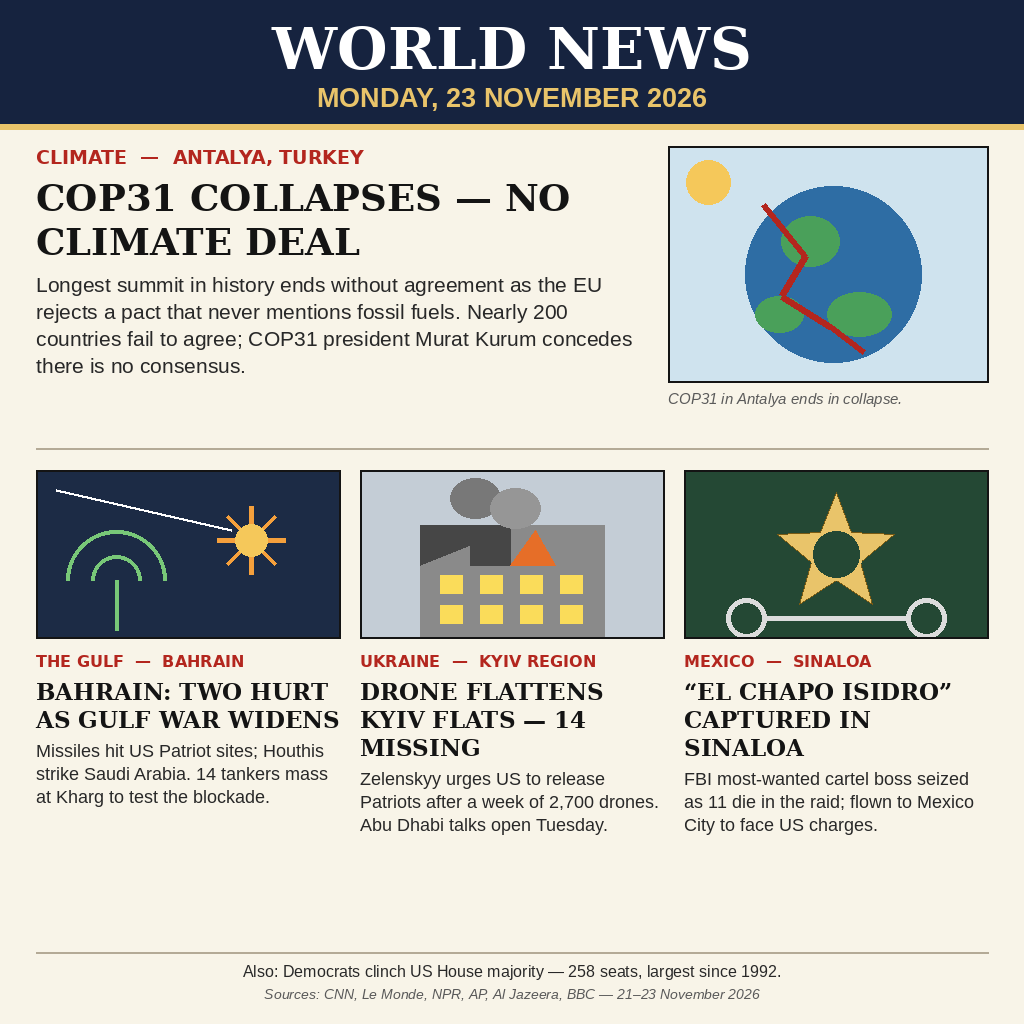 WORLD NEWS
MONDAY, 23 NOVEMBER 2026
CLIMATE — ANTALYA, TURKEY
COP31 COLLAPSES — NO
CLIMATE DEAL
Longest summit in history ends without agreement as the EU
rejects a pact that never mentions fossil fuels. Nearly 200
countries fail to agree; COP31 president Murat Kurum concedes
there is no consensus.
COP31 in Antalya ends in collapse.
THE GULF — BAHRAIN
BAHRAIN: TWO HURT
AS GULF WAR WIDENS
Missiles hit US Patriot sites; Houthis
strike Saudi Arabia. 14 tankers mass
at Kharg to test the blockade.
UKRAINE — KYIV REGION
DRONE FLATTENS
KYIV FLATS — 14
MISSING
Zelenskyy urges US to release
Patriots after a week of 2,700 drones.
Abu Dhabi talks open Tuesday.
MEXICO — SINALOA
“EL CHAPO ISIDRO”
CAPTURED IN
SINALOA
FBI most-wanted cartel boss seized
as 11 die in the raid; flown to Mexico
City to face US charges.
Also: Democrats clinch US House majority — 258 seats, largest since 1992.
Sources: CNN, Le Monde, NPR, AP, Al Jazeera, BBC — 21–23 November 2026